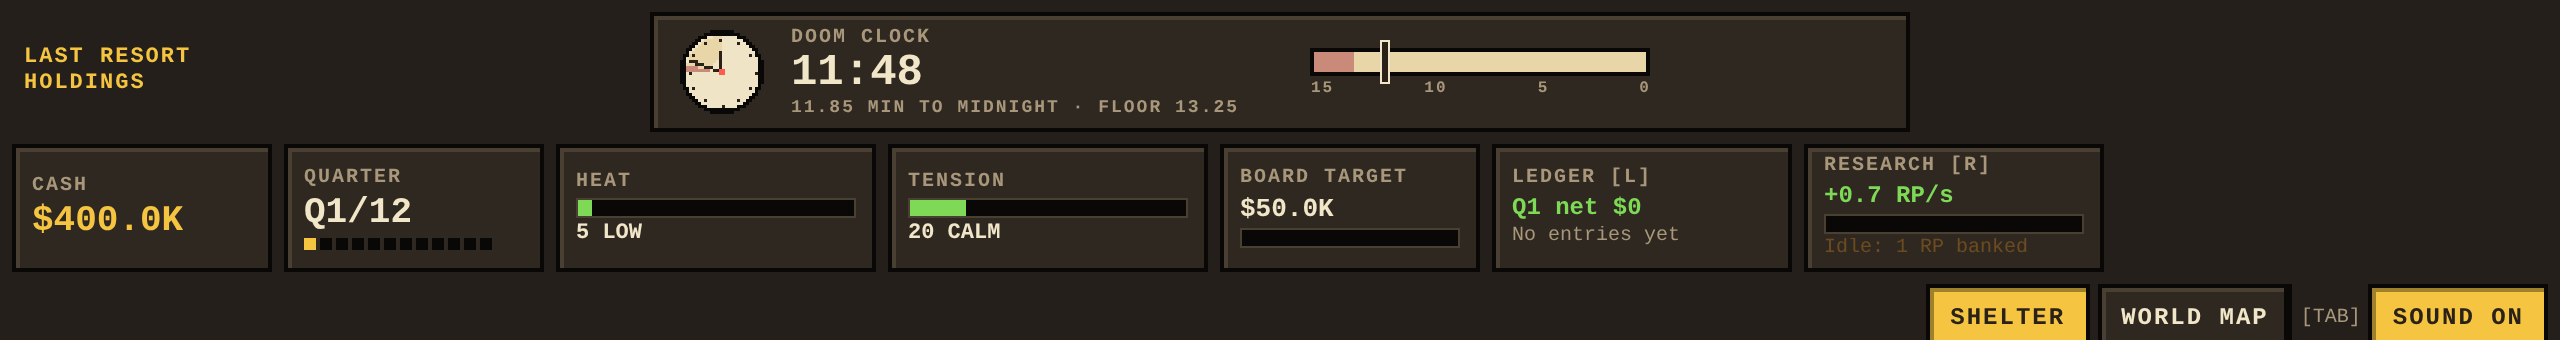 LAST RESORT
HOLDINGS
DOOM CLOCK
11:48
11.85 MIN TO MIDNIGHT · FLOOR 13.25
15 10 5 0
CASH
$400.0K
QUARTER
Q1/12
HEAT
5 LOW
TENSION
20 CALM
BOARD TARGET
$50.0K
LEDGER [L]
Q1 net $0
No entries yet
RESEARCH [R]
+0.7 RP/s
Idle: 1 RP banked
SHELTER
WORLD MAP
[TAB]
SOUND ON